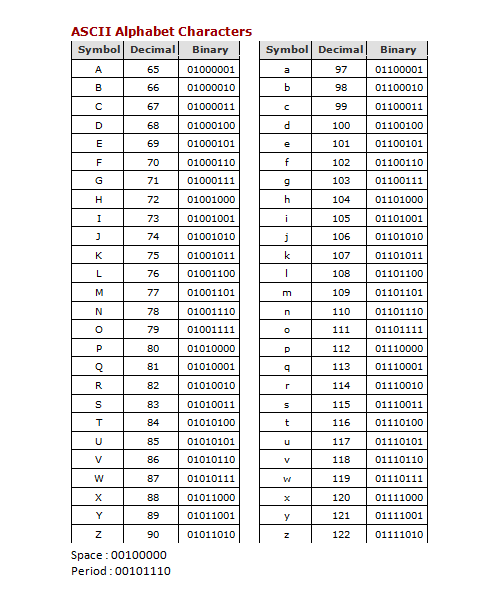 ASCII Alphabet Characters
Symbol Decimal Binary Symbol Decimal Binary
A 65 01000001 a 97 01100001
B 66 01000010 b 98 01100010
C 67 01000011 c 99 01100011
D 68 01000100 d 100 01100100
E 69 01000101 e 101 01100101
F 70 01000110 f 102 01100110
G 71 01000111 g 103 01100111
H 72 01001000 h 104 01101000
I 73 01001001 i 105 01101001
J 74 01001010 j 106 01101010
K 75 01001011 k 107 01101011
L 76 01001100 l 108 01101100
M 77 01001101 m 109 01101101
N 78 01001110 n 110 01101110
O 79 01001111 o 111 01101111
P 80 01010000 p 112 01110000
Q 81 01010001 q 113 01110001
R 82 01010010 r 114 01110010
S 83 01010011 s 115 01110011
T 84 01010100 t 116 01110100
U 85 01010101 u 117 01110101
V 86 01010110 v 118 01110110
W 87 01010111 w 119 01110111
X 88 01011000 x 120 01111000
Y 89 01011001 y 121 01111001
Z 90 01011010 z 122 01111010
Space : 00100000
Period : 00101110